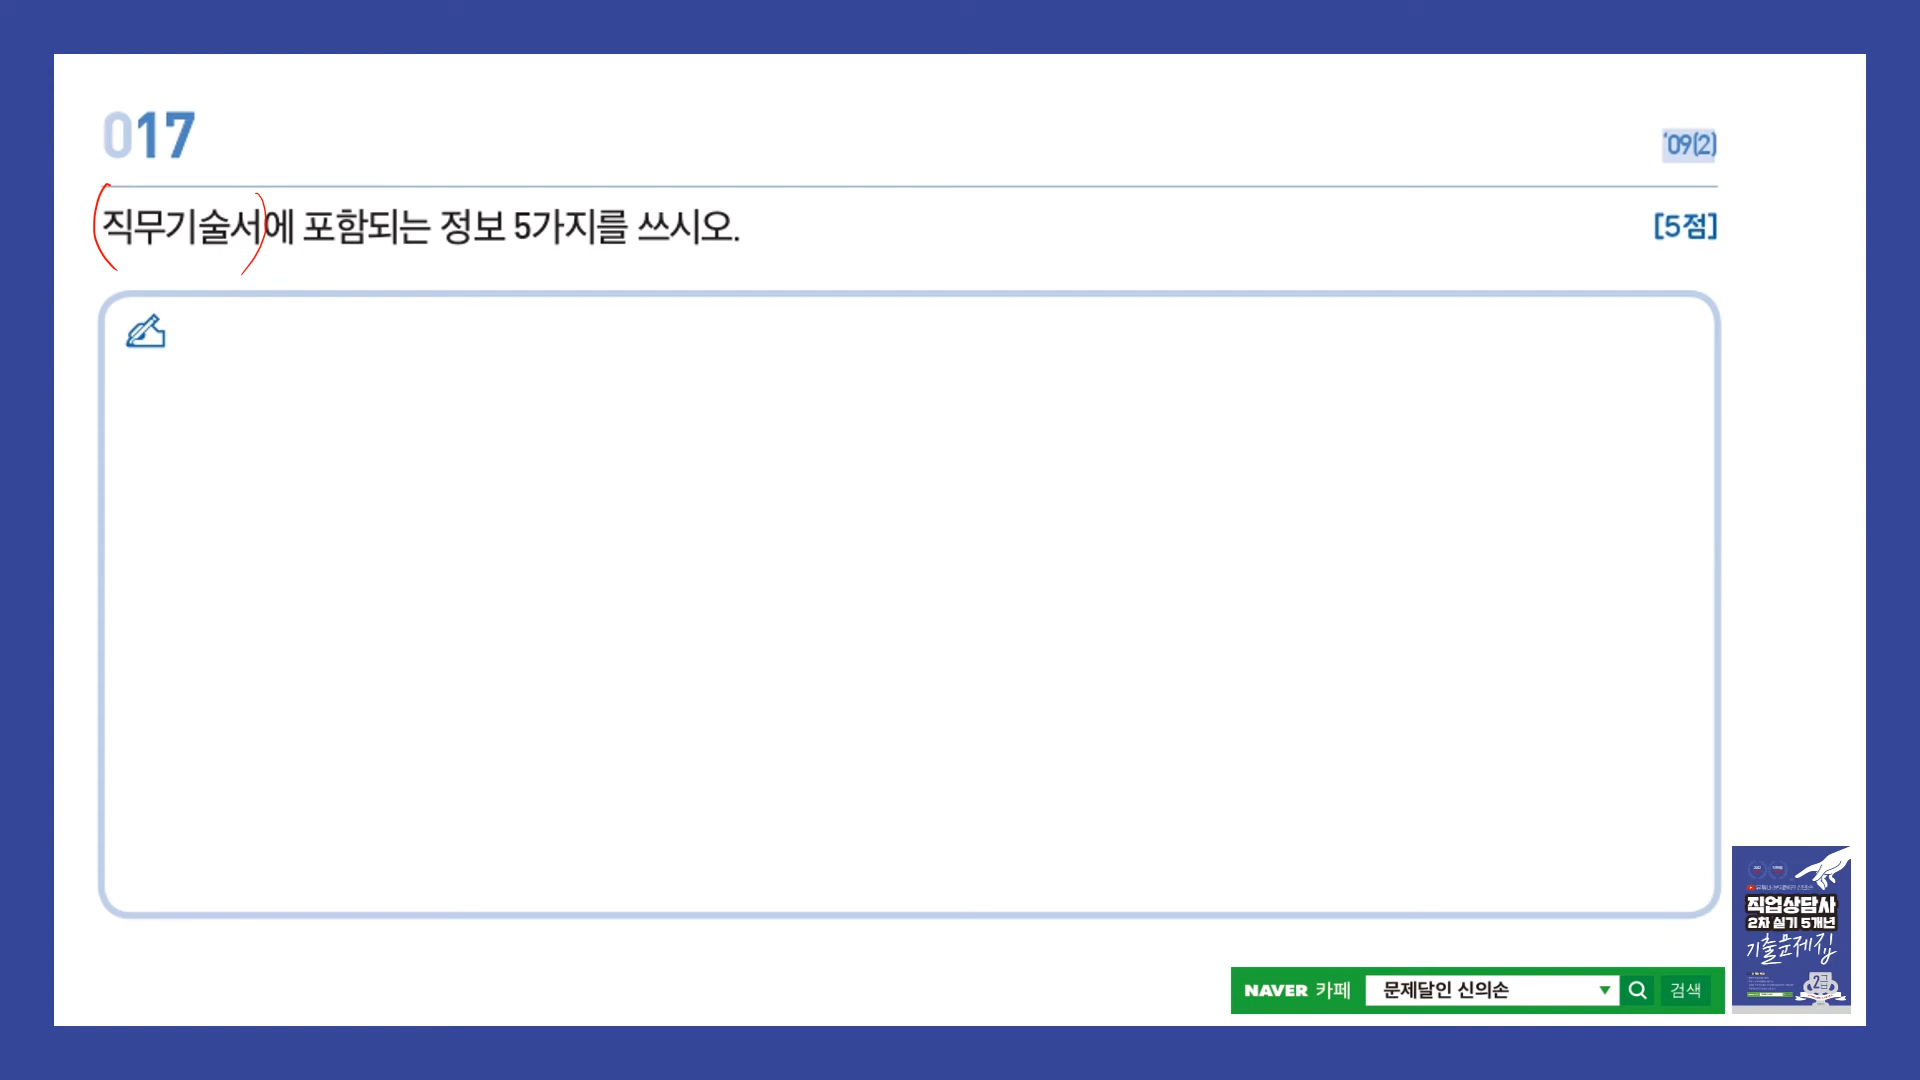 017
'09(2)
직무기술서에 포함되는 정보 5가지를 쓰시오.
[5점]
직업상담사
2차 실기 5개년
기출문제집
2급
NAVER 카페 문제달인 신의손 검색